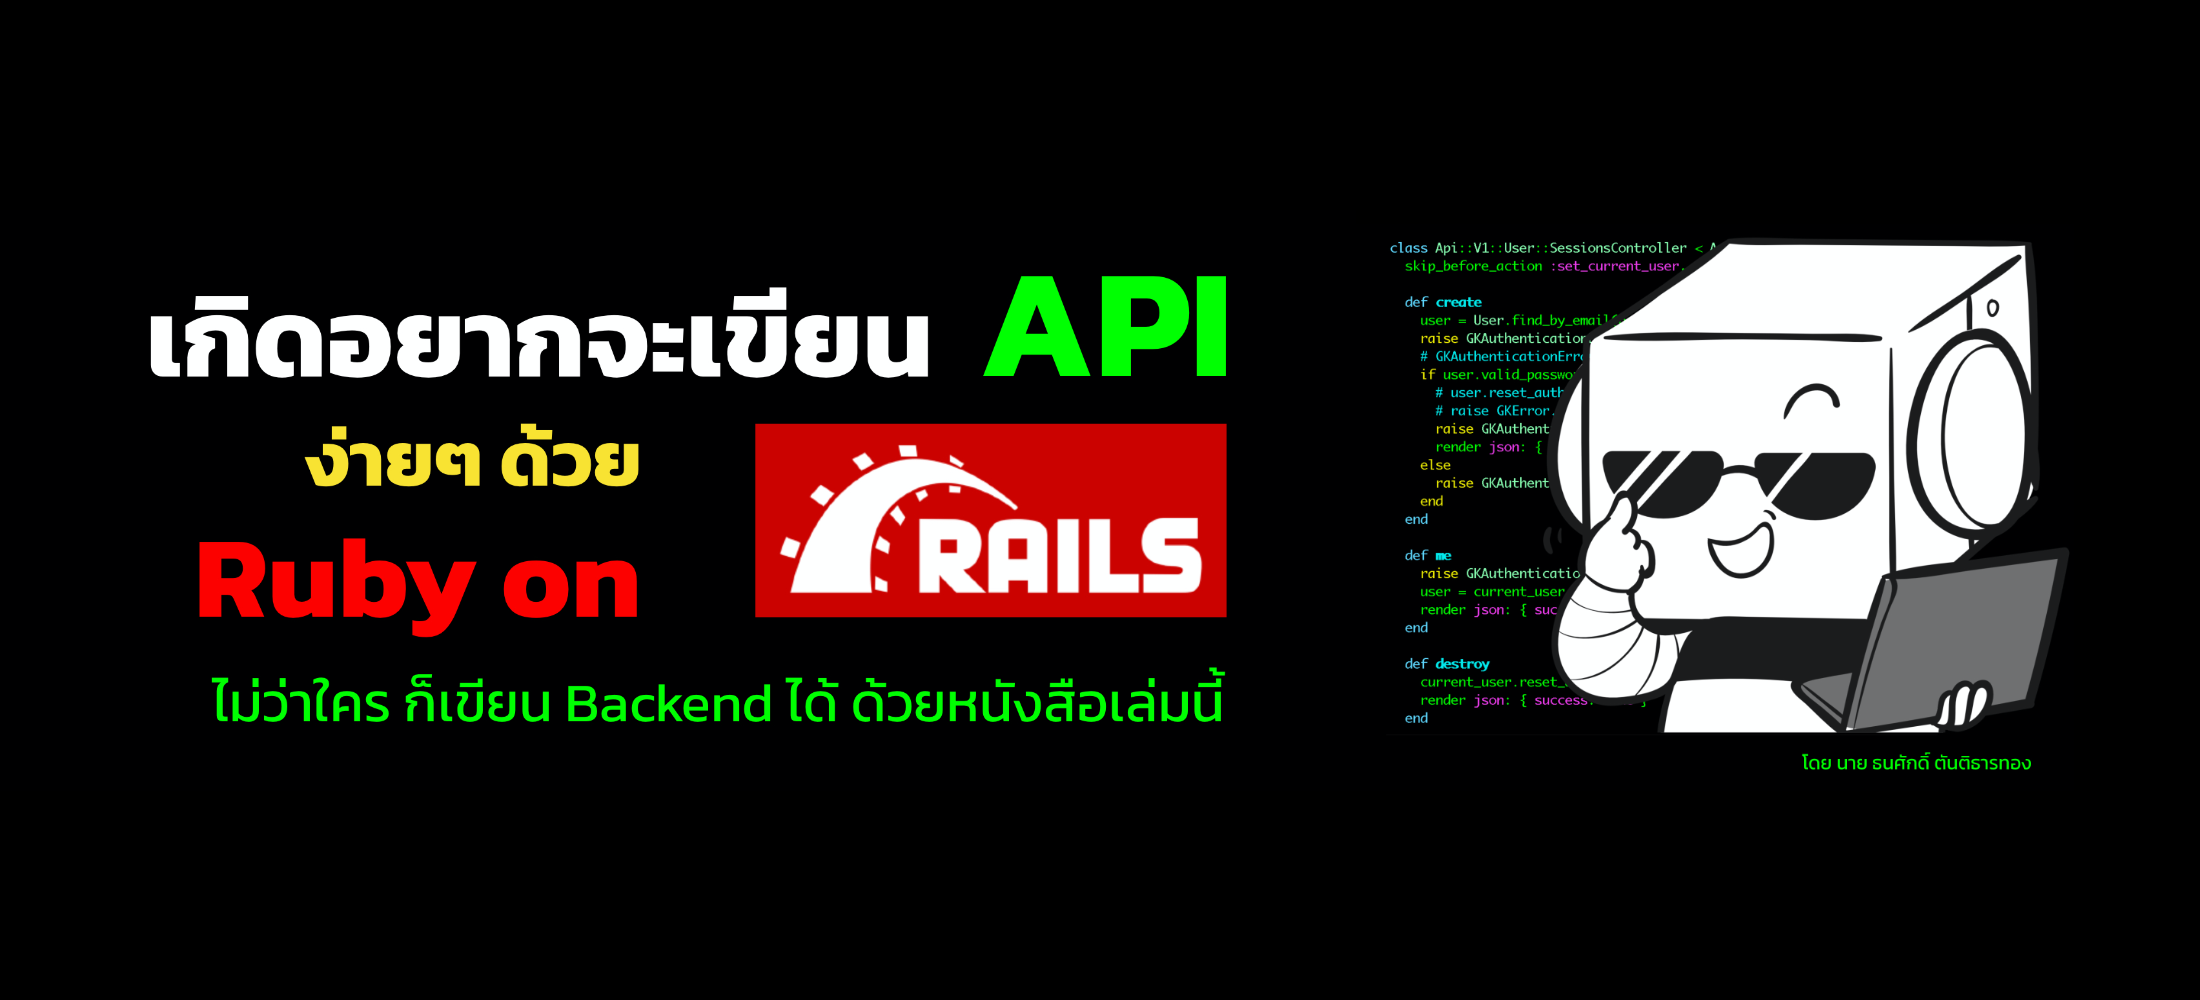 เกิดอยากจะเขียน API
ง่ายๆ ด้วย
Ruby on RAILS
ไม่ว่าใคร ก็เขียน Backend ได้ ด้วยหนังสือเล่มนี้
class Api::V1::User::SessionsController <
skip_before_action :set_current_user
def create
user = User.find_by_email
raise GKAuthentication
# GKAuthenticationErro
if user.valid_passwo
# user.reset_auth
# raise GKError.
raise GKAuthent
render json: {
else
raise GKAuthent
end
end
def me
raise GKAuthenticatio
user = current_user
render json: { suc
end
def destroy
current_user.reset_
render json: { success: }
end
โดย นาย ธนศักดิ์ ตันติธารทอง